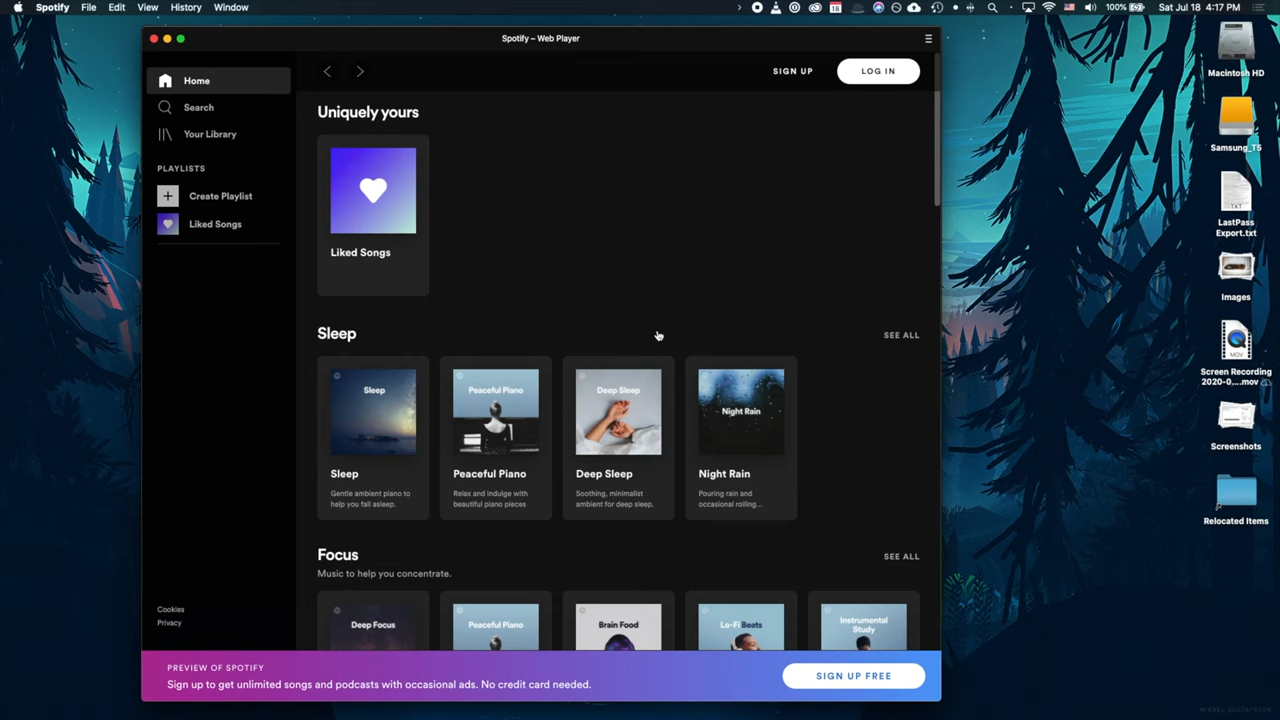 Spotify File Edit View History Window
18
100%
Sat Jul 18 4:17 PM
Spotify – Web Player
Home
Search
Your Library
PLAYLISTS
Create Playlist
Liked Songs
Cookies
Privacy
SIGN UP
LOG IN
Uniquely yours
Liked Songs
Sleep
SEE ALL
Sleep
Peaceful Piano
Deep Sleep
Night Rain
Sleep
Gentle ambient piano to
help you fall asleep.
Peaceful Piano
Relax and indulge with
beautiful piano pieces
Deep Sleep
Soothing, minimalist
ambient for deep sleep.
Night Rain
Pouring rain and
occasional rolling...
Focus
SEE ALL
Music to help you concentrate.
Deep Focus
Peaceful Piano
Brain Food
Lo-Fi Beats
Instrumental
Study
PREVIEW OF SPOTIFY
Sign up to get unlimited songs and podcasts with occasional ads. No credit card needed.
SIGN UP FREE
Macintosh HD
Samsung_T5
TXT
LastPass
Export.txt
Images
MOV
Screen Recording
2020-0....mov
Screenshots
Relocated Items
MIKAEL GUSTAFSSON